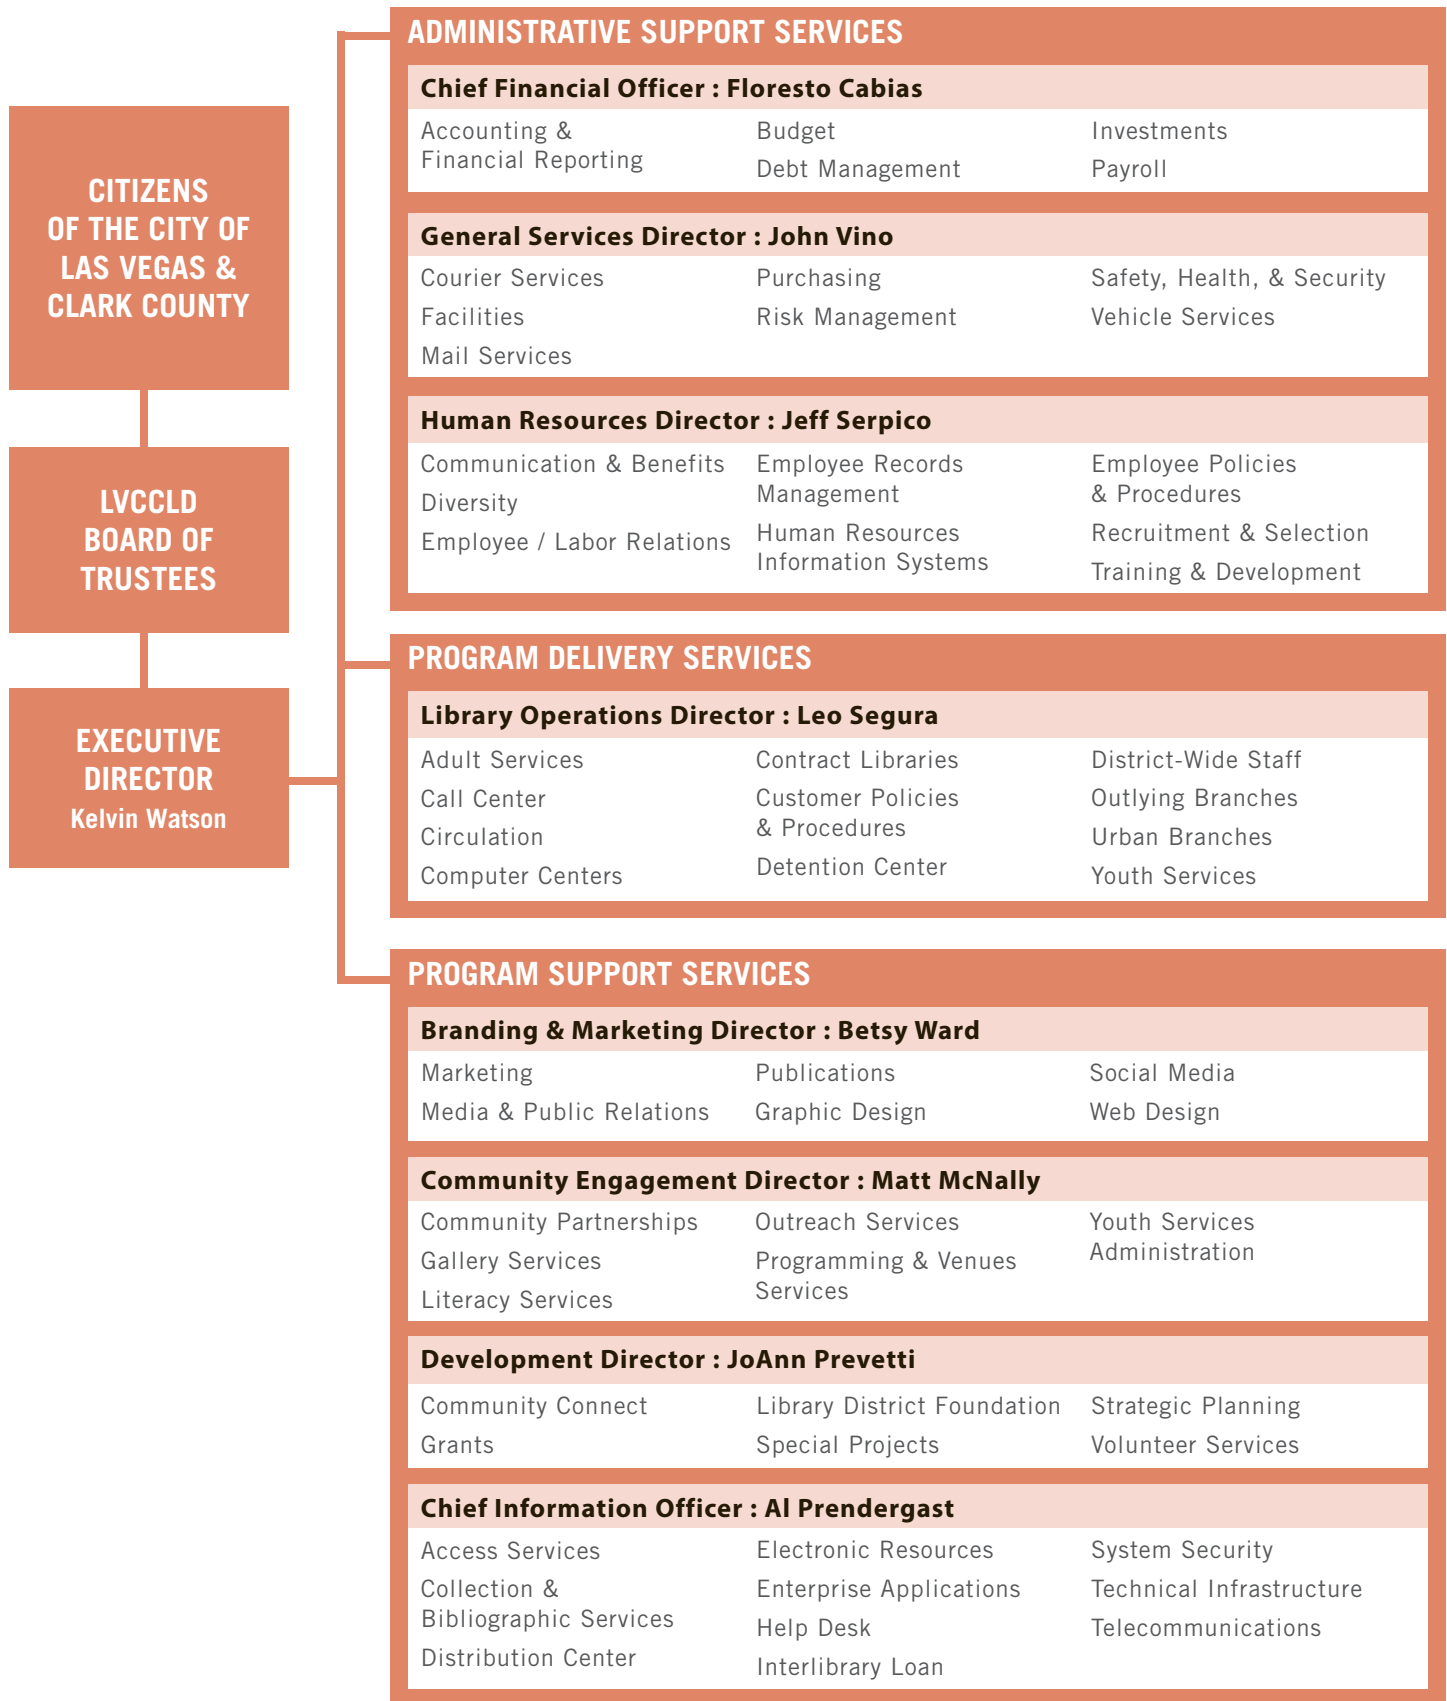 CITIZENS
OF THE CITY OF
LAS VEGAS &
CLARK COUNTY
LVCCLD
BOARD OF
TRUSTEES
EXECUTIVE
DIRECTOR
Kelvin Watson
ADMINISTRATIVE SUPPORT SERVICES
Chief Financial Officer : Floresto Cabias
Accounting &
Financial Reporting
Budget
Debt Management
Investments
Payroll
General Services Director : John Vino
Courier Services
Facilities
Mail Services
Purchasing
Risk Management
Safety, Health, & Security
Vehicle Services
Human Resources Director : Jeff Serpico
Communication & Benefits
Diversity
Employee / Labor Relations
Employee Records
Management
Human Resources
Information Systems
Employee Policies
& Procedures
Recruitment & Selection
Training & Development
PROGRAM DELIVERY SERVICES
Library Operations Director : Leo Segura
Adult Services
Call Center
Circulation
Computer Centers
Contract Libraries
Customer Policies
& Procedures
Detention Center
District-Wide Staff
Outlying Branches
Urban Branches
Youth Services
PROGRAM SUPPORT SERVICES
Branding & Marketing Director : Betsy Ward
Marketing
Media & Public Relations
Publications
Graphic Design
Social Media
Web Design
Community Engagement Director : Matt McNally
Community Partnerships
Gallery Services
Literacy Services
Outreach Services
Programming & Venues
Services
Youth Services
Administration
Development Director : JoAnn Prevetti
Community Connect
Grants
Library District Foundation
Special Projects
Strategic Planning
Volunteer Services
Chief Information Officer : Al Prendergast
Access Services
Collection &
Bibliographic Services
Distribution Center
Electronic Resources
Enterprise Applications
Help Desk
Interlibrary Loan
System Security
Technical Infrastructure
Telecommunications